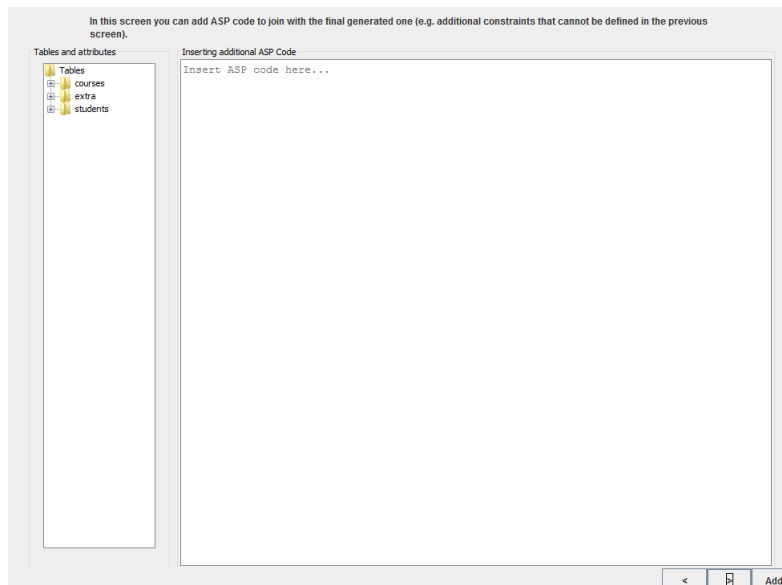 In this screen you can add ASP code to join with the final generated one (e.g. additional constraints that cannot be defined in the previous
screen).
Tables and attributes
Inserting additional ASP Code
Tables
courses
extra
students
Insert ASP code here...
<
>
Add